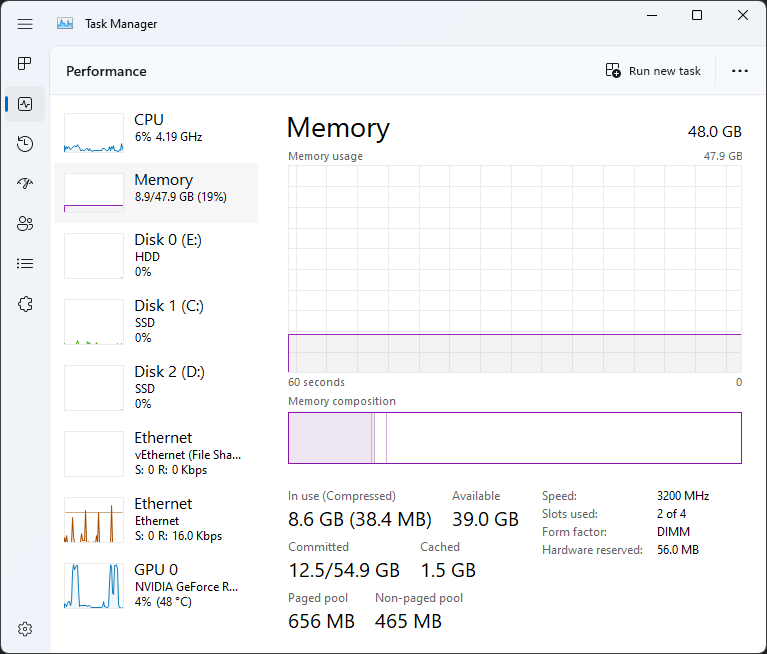 Task Manager
Performance
Run new task
CPU
6% 4.19 GHz
Memory
8.9/47.9 GB (19%)
Disk 0 (E:)
HDD
0%
Disk 1 (C:)
SSD
0%
Disk 2 (D:)
SSD
0%
Ethernet
vEthernet (File Sha...
S: 0 R: 0 Kbps
Ethernet
Ethernet
S: 0 R: 16.0 Kbps
GPU 0
NVIDIA GeForce R...
4% (48 °C)
Memory 48.0 GB
Memory usage 47.9 GB
60 seconds 0
Memory composition
In use (Compressed) Available
8.6 GB (38.4 MB) 39.0 GB
Committed Cached
12.5/54.9 GB 1.5 GB
Paged pool Non-paged pool
656 MB 465 MB
Speed: 3200 MHz
Slots used: 2 of 4
Form factor: DIMM
Hardware reserved: 56.0 MB